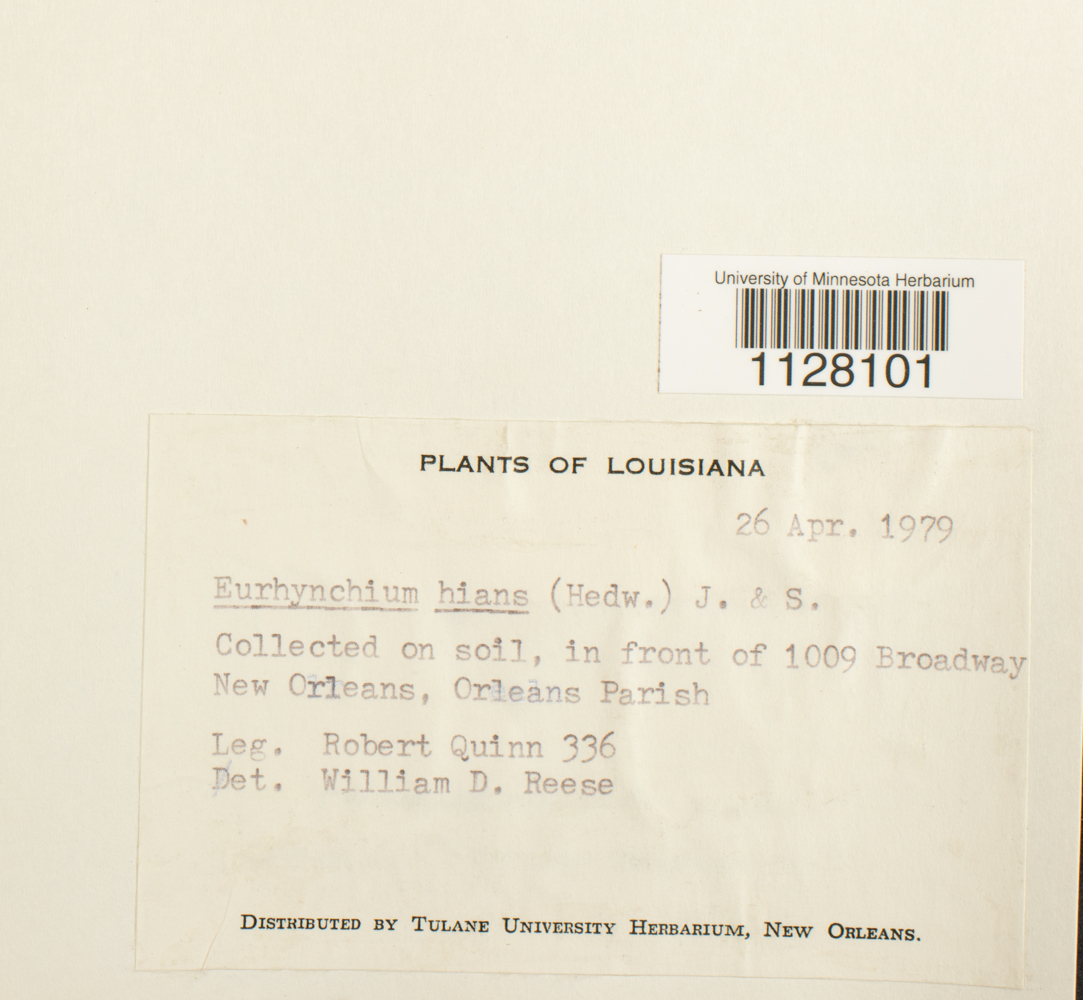 University of Minnesota Herbarium
1128101
PLANTS OF LOUISIANA
26 Apr. 1979
Eurhynchium hians (Hedw.) J. & S.
Collected on soil, in front of 1009 Broadway
New Orleans, Orleans Parish
Leg. Robert Quinn 336
Det. William D. Reese
DISTRIBUTED BY TULANE UNIVERSITY HERBARIUM, NEW ORLEANS.